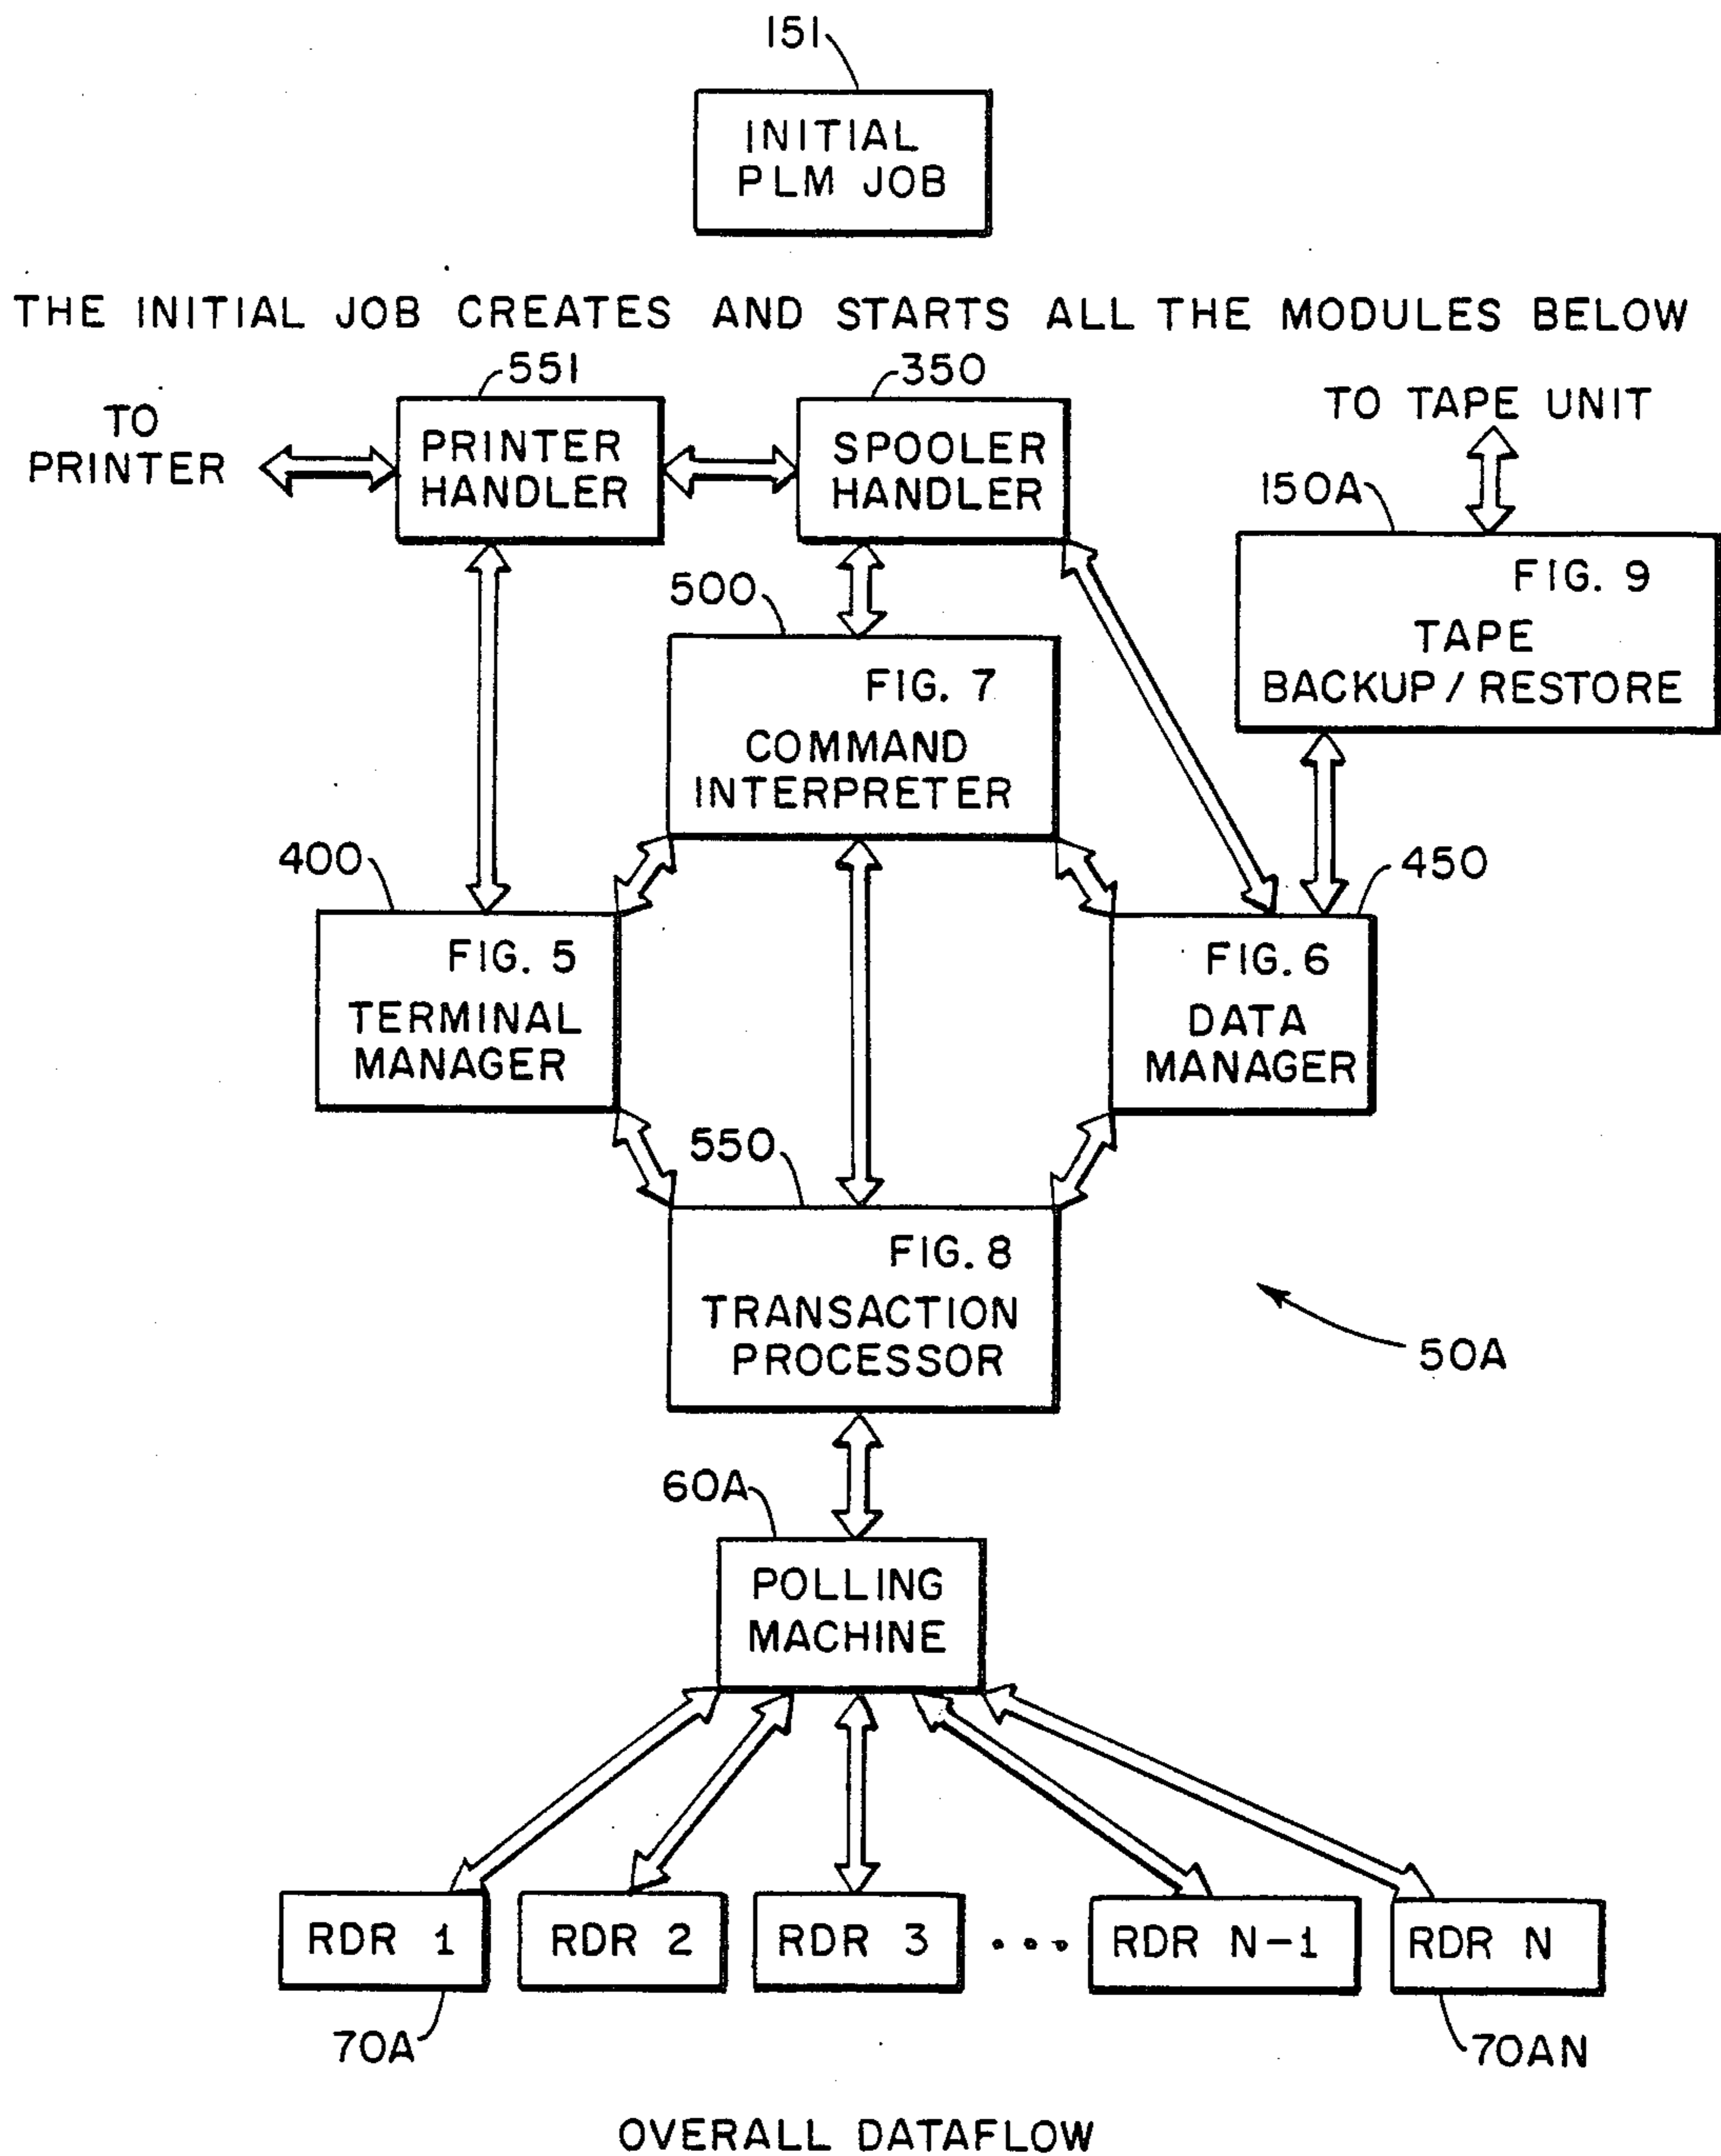 151
INITIAL
PLM JOB
THE INITIAL JOB CREATES AND STARTS ALL THE MODULES BELOW
551
350
TO
PRINTER
PRINTER
HANDLER
SPOOLER
HANDLER
TO TAPE UNIT
150A
FIG. 9
TAPE
BACKUP / RESTORE
500
FIG. 7
COMMAND
INTERPRETER
400
450
FIG. 5
TERMINAL
MANAGER
FIG. 6
DATA
MANAGER
550
FIG. 8
TRANSACTION
PROCESSOR
50A
60A
POLLING
MACHINE
RDR 1
RDR 2
RDR 3
...
RDR N-1
RDR N
70A
70AN
OVERALL DATAFLOW